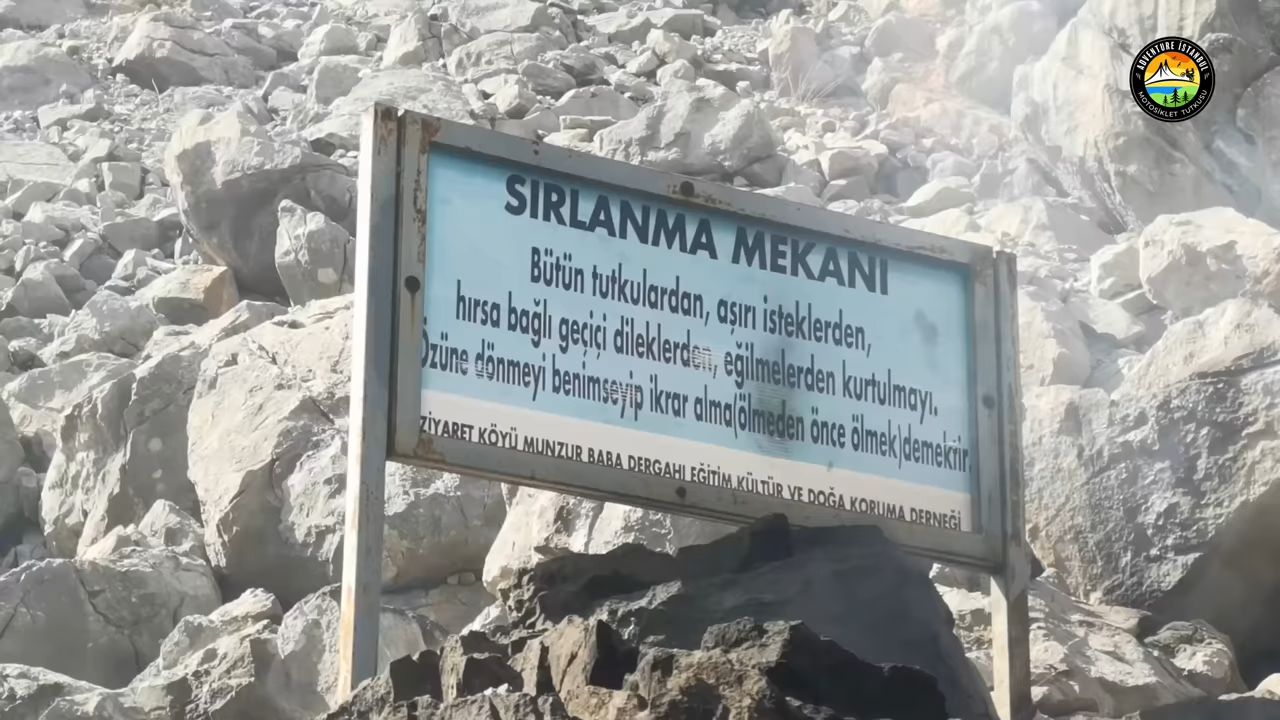 ADVENTURE İSTANBUL
MOTOSİKLET TUTKUSU
SIRLANMA MEKANI
Bütün tutkulardan, aşırı isteklerden,
hırsa bağlı geçiçi dileklerden, eğilmelerden kurtulmayı.
Özüne dönmeyi benimseyip ikrar alma(ölmeden önce ölmek)demektir.
ZİYARET KÖYÜ MUNZUR BABA DERGAHI EĞİTİM,KÜLTÜR VE DOĞA KORUMA DERNEĞİ